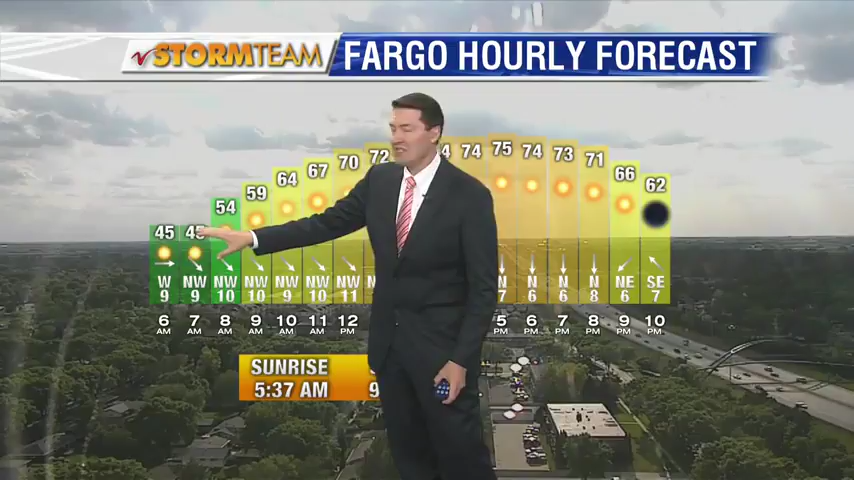 STORMTEAM
FARGO HOURLY FORECAST
45 54 59 64 67 70 72 74 75 74 73 71 66 62
W NW NW NW NW NW NW N N N N NE SE
9 9 10 10 9 10 11 7 6 6 8 6 7
6 7 8 9 10 11 12 5 6 7 8 9 10
AM AM AM AM AM AM PM PM PM PM PM PM PM
SUNRISE
5:37 AM 9